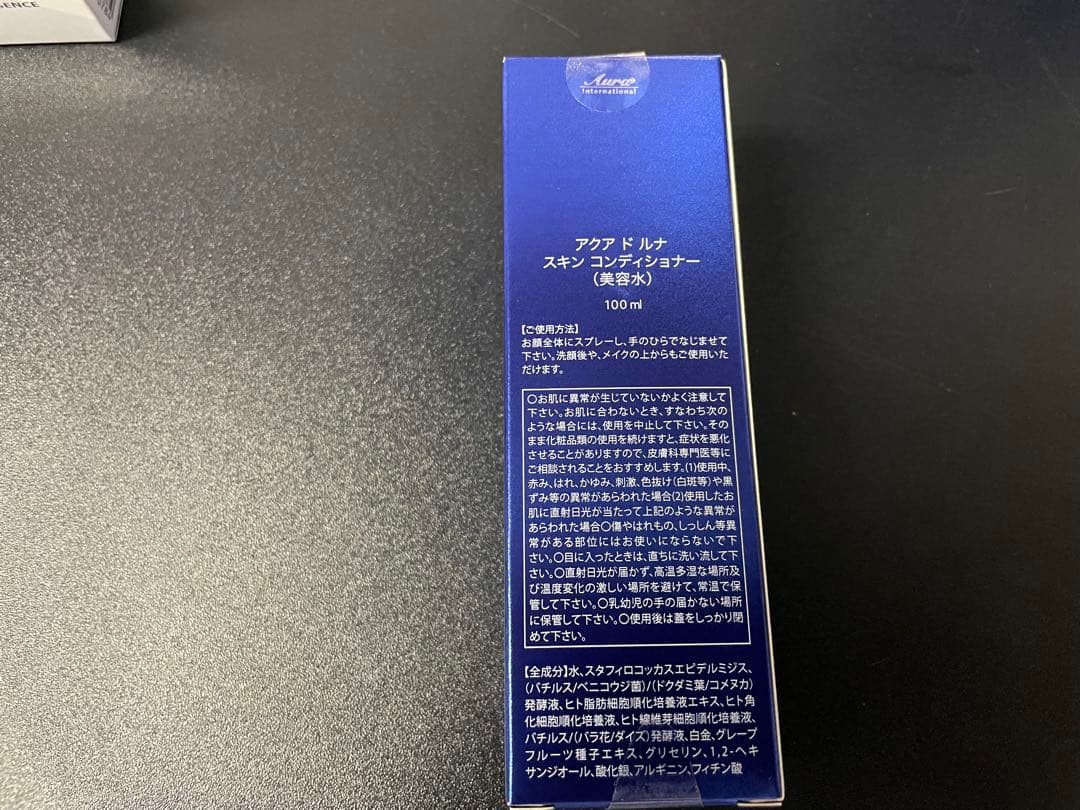 ENCE
Aura
International
アクア ド ルナ
スキン コンディショナー
（美容水）
100 ml
【ご使用方法】
お顔全体にスプレーし、手のひらでなじませて
下さい。洗顔後や、メイクの上からもご使用いた
だけます。
〇お肌に異常が生じていないかよく注意して
下さい。お肌に合わないとき、すなわち次の
ような場合には、使用を中止して下さい。その
まま化粧品類の使用を続けますと、症状を悪化
させることがありますので、皮膚科専門医等に
ご相談されることをおすすめします。(1)使用中、
赤み、はれ、かゆみ、刺激、色抜け（白斑等）や黒
ずみ等の異常があらわれた場合(2)使用したお
肌に直射日光が当たって上記のような異常が
あらわれた場合〇傷やはれもの、しっしん等異
常がある部位にはお使いにならないで下
さい。〇目に入ったときは、直ちに洗い流して下
さい。〇直射日光が届かず、高温多湿な場所及
び温度変化の激しい場所を避けて、常温で保
管して下さい。〇乳幼児の手の届かない場所
に保管して下さい。〇使用後は蓋をしっかり閉
めて下さい。
【全成分】水、スタフィロコッカスエピデルミジス、
（バチルス/ベニコウジ菌）/（ドクダミ葉/コメヌカ）
発酵液、ヒト脂肪細胞順化培養液エキス、ヒト角
化細胞順化培養液、ヒト線維芽細胞順化培養液、
バチルス/（バラ花/ダイズ）発酵液、白金、グレープ
フルーツ種子エキス、グリセリン、1,2-ヘキ
サンジオール、酸化銀、アルギニン、フィチン酸